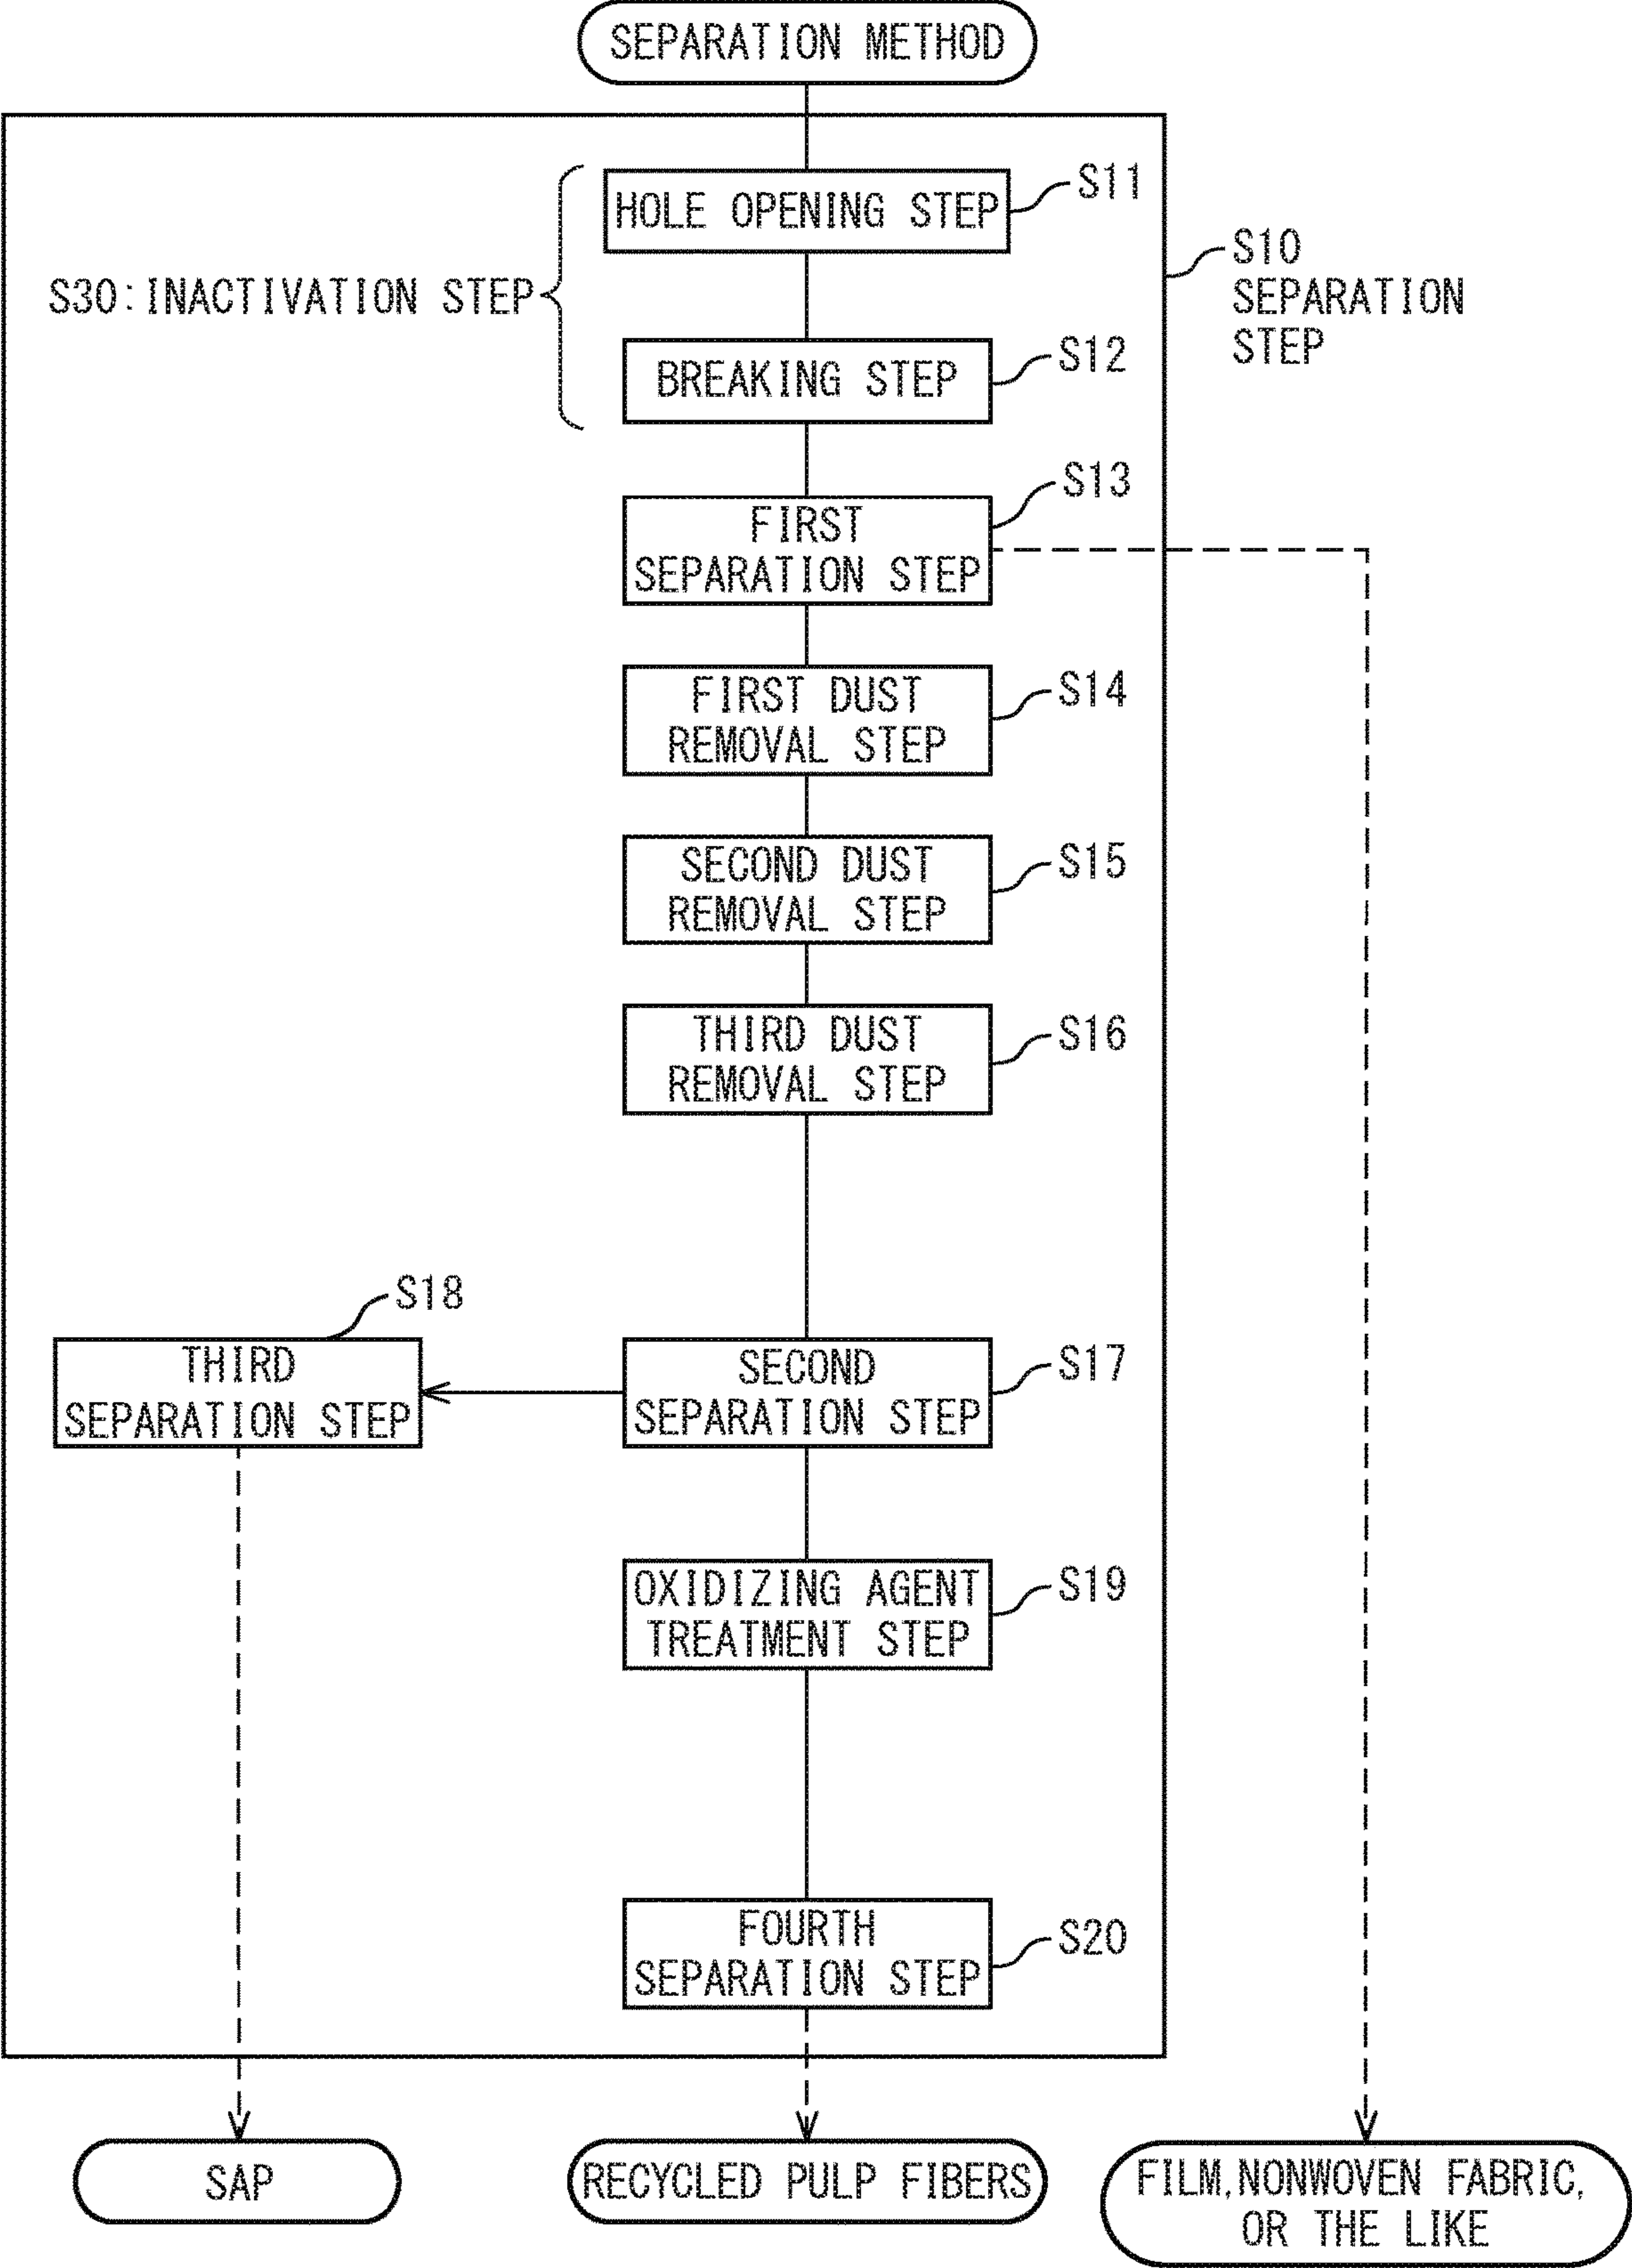 SEPARATION METHOD
S11
HOLE OPENING STEP
S10
SEPARATION
STEP
S30:INACTIVATION STEP
S12
BREAKING STEP
S13
FIRST
SEPARATION STEP
S14
FIRST DUST
REMOVAL STEP
S15
SECOND DUST
REMOVAL STEP
S16
THIRD DUST
REMOVAL STEP
S18
THIRD
SEPARATION STEP
S17
SECOND
SEPARATION STEP
S19
OXIDIZING AGENT
TREATMENT STEP
S20
FOURTH
SEPARATION STEP
SAP
RECYCLED PULP FIBERS
FILM,NONWOVEN FABRIC,
OR THE LIKE